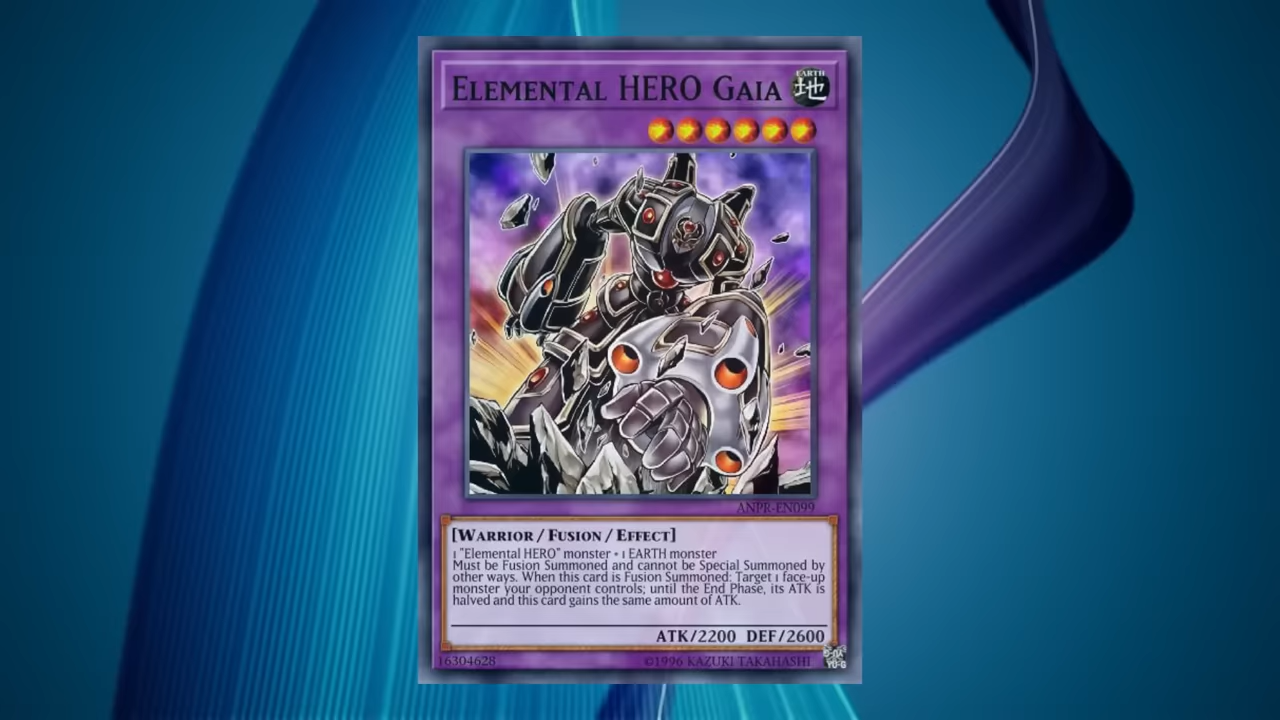 Elemental HERO Gaia
EARTH
地
ANPR-EN099
[Warrior / Fusion / Effect]
1 "Elemental HERO" monster + 1 EARTH monster
Must be Fusion Summoned and cannot be Special Summoned by
other ways. When this card is Fusion Summoned: Target 1 face-up
monster your opponent controls; until the End Phase, its ATK is
halved and this card gains the same amount of ATK.
ATK/2200 DEF/2600
16304628
©1996 KAZUKI TAKAHASHI